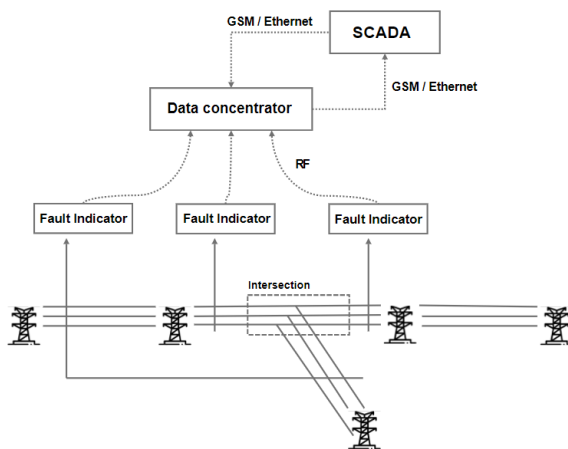 GSM / Ethernet
SCADA
GSM / Ethernet
Data concentrator
RF
Fault Indicator
Fault Indicator
Fault Indicator
Intersection